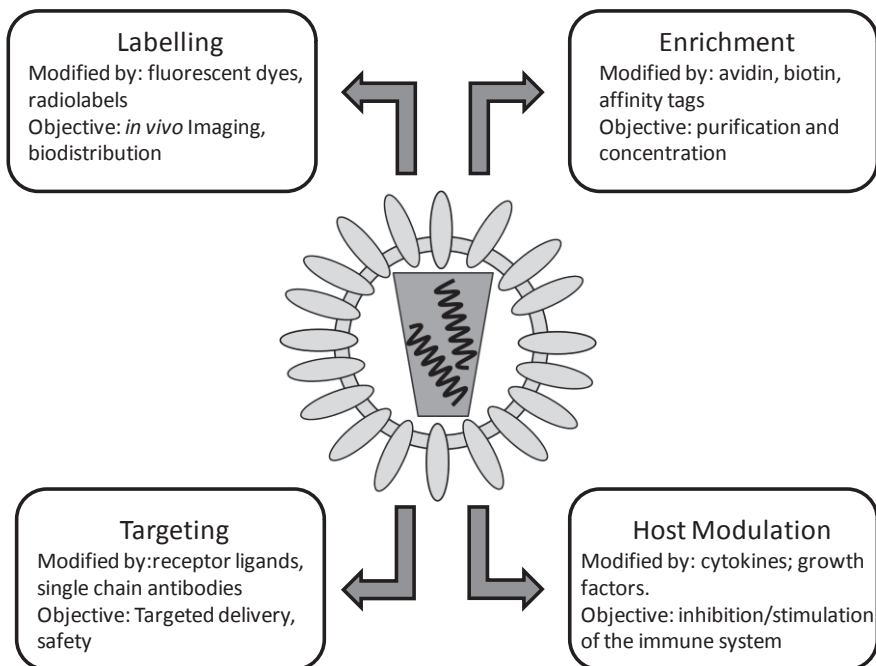 Labelling
Modified by: fluorescent dyes,
radiolabels
Objective: in vivo Imaging,
biodistribution
Enrichment
Modified by: avidin, biotin,
affinity tags
Objective: purification and
concentration
Targeting
Modified by:receptor ligands,
single chain antibodies
Objective: Targeted delivery,
safety
Host Modulation
Modified by: cytokines; growth
factors.
Objective: inhibition/stimulation
of the immune system